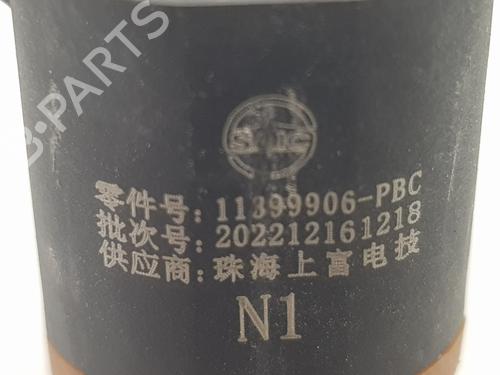 B-PARTS
SAIC
零件号: 11399906-PBC
批次号: 202212161218
供应商: 珠海上富电技
N1